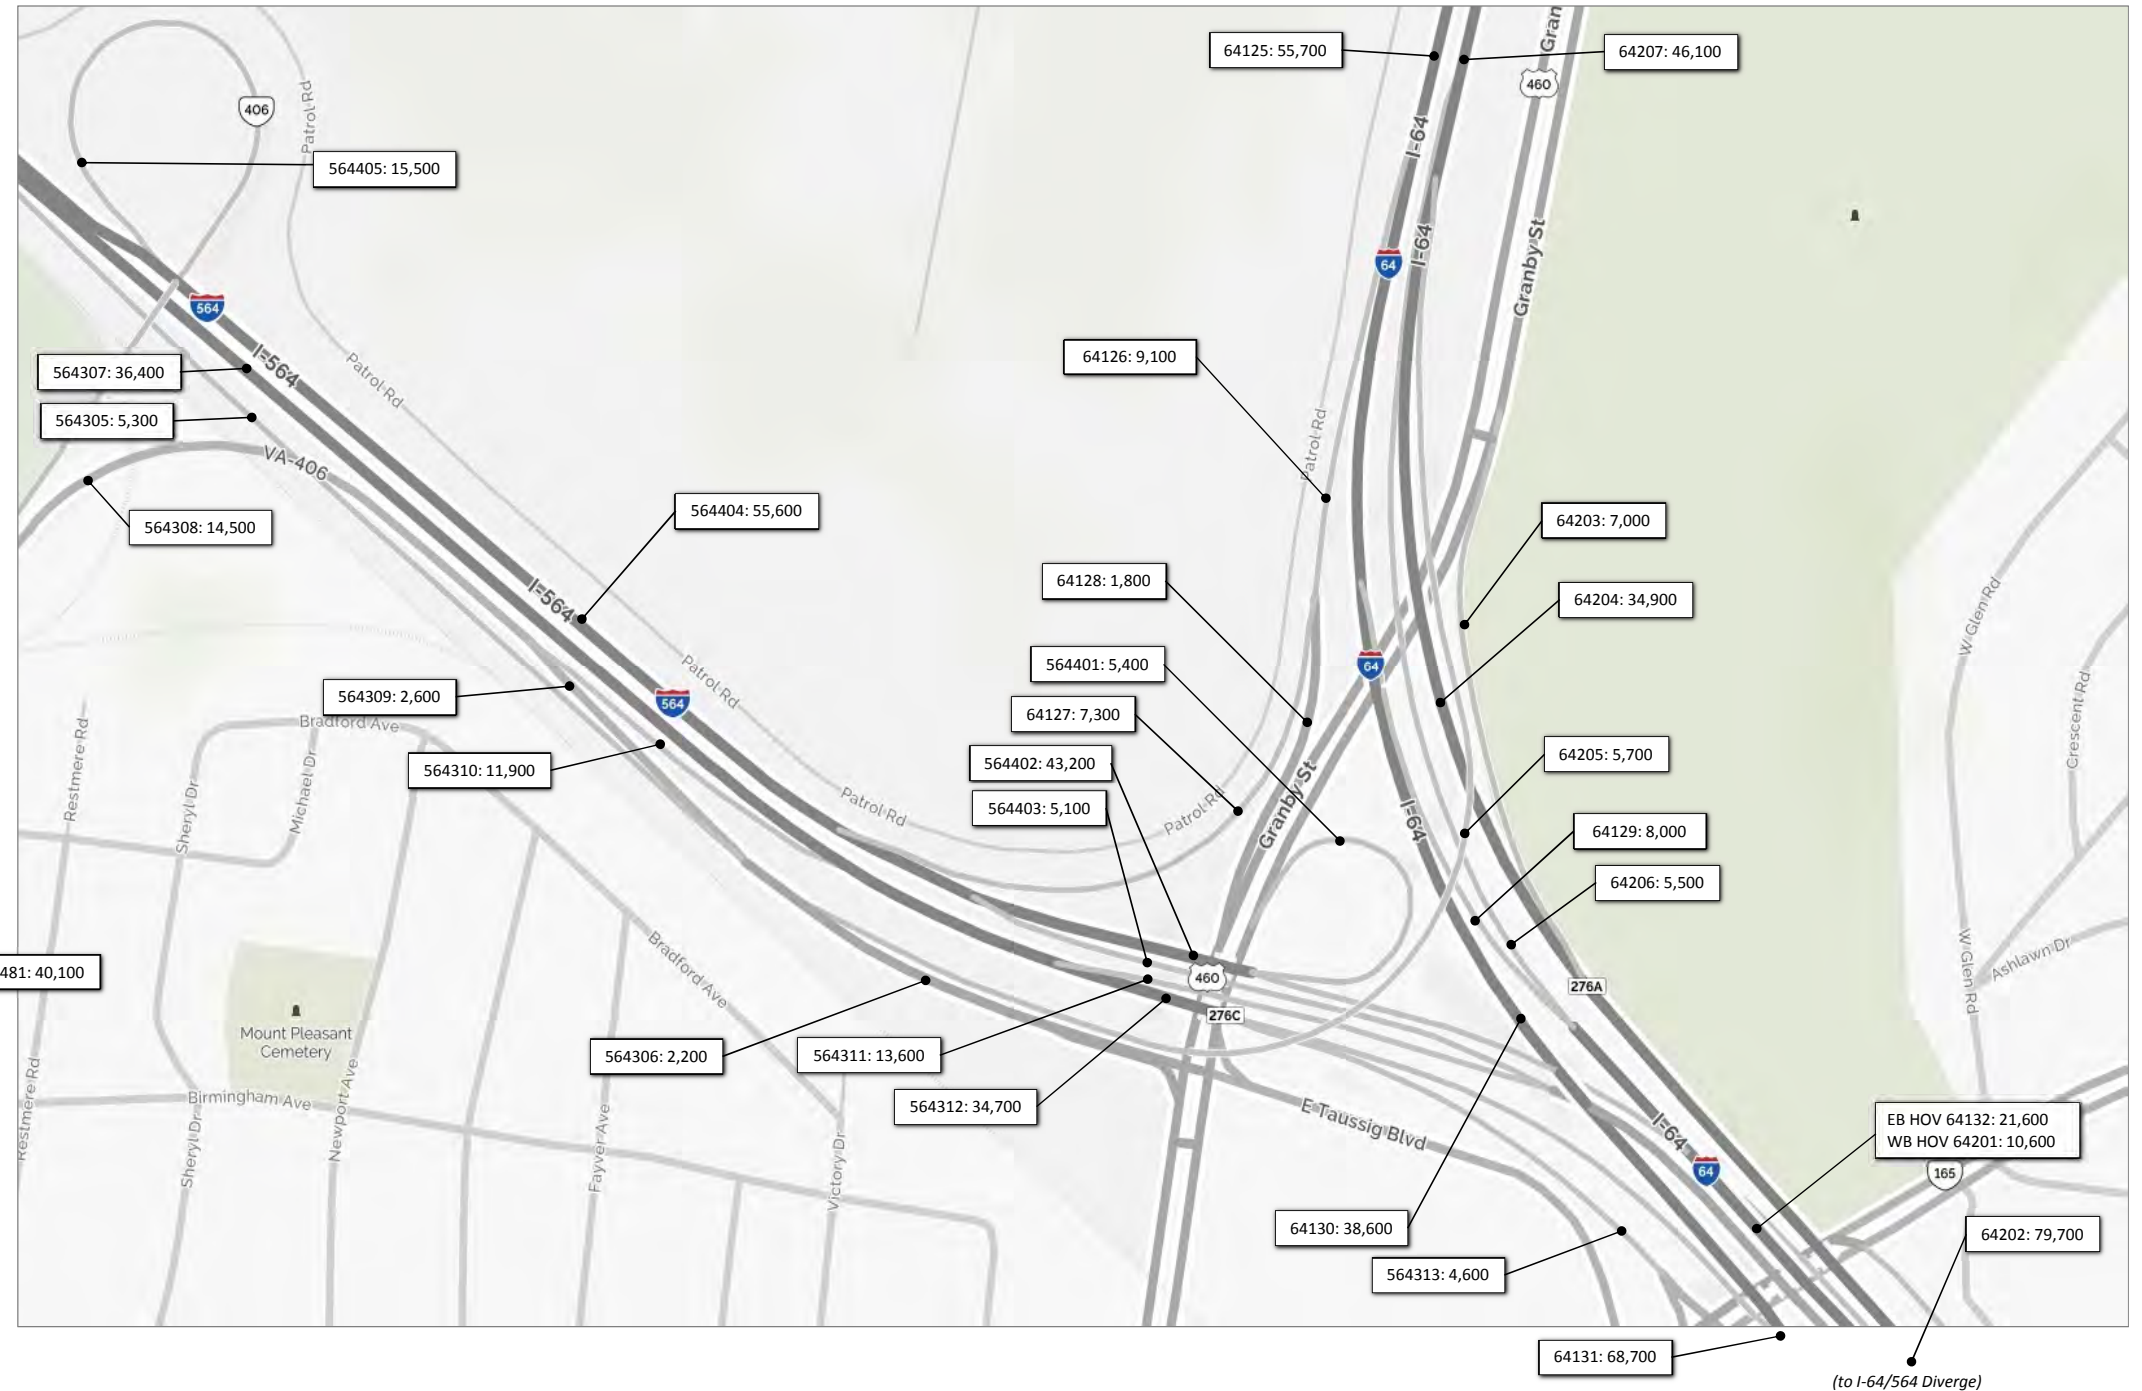 Gran
64125: 55,700
64207: 46,100
460
406
Patrol Rd
I-64
564405: 15,500
I-64
Granby St
64
564
I-564
64126: 9,100
564307: 36,400
Patrol Rd
564305: 5,300
Patrol Rd
VA-406
564404: 55,600
564308: 14,500
64203: 7,000
64128: 1,800
64204: 34,900
I-564
W Glen Rd
564401: 5,400
64
Patrol Rd
564309: 2,600
564
64127: 7,300
Crescent Rd
Bradford Ave
Restmere Rd
564310: 11,900
564402: 43,200
64205: 5,700
Michael Dr
Sheryl Dr
564403: 5,100
Patrol Rd
Patrol Rd
Granby St
I-64
64129: 8,000
64206: 5,500
481: 40,100
Bradford Ave
460
276A
W Glen Rd
Ashlawn Dr
276C
Mount Pleasant
Cemetery
564306: 2,200
564311: 13,600
Restmere Rd
Birmingham Ave
Newport Ave
564312: 34,700
E Taussig Blvd
I-64
EB HOV 64132: 21,600
WB HOV 64201: 10,600
Sheryl Dr
Fayver Ave
Victory Dr
64
165
64130: 38,600
64202: 79,700
564313: 4,600
64131: 68,700
(to I-64/564 Diverge)